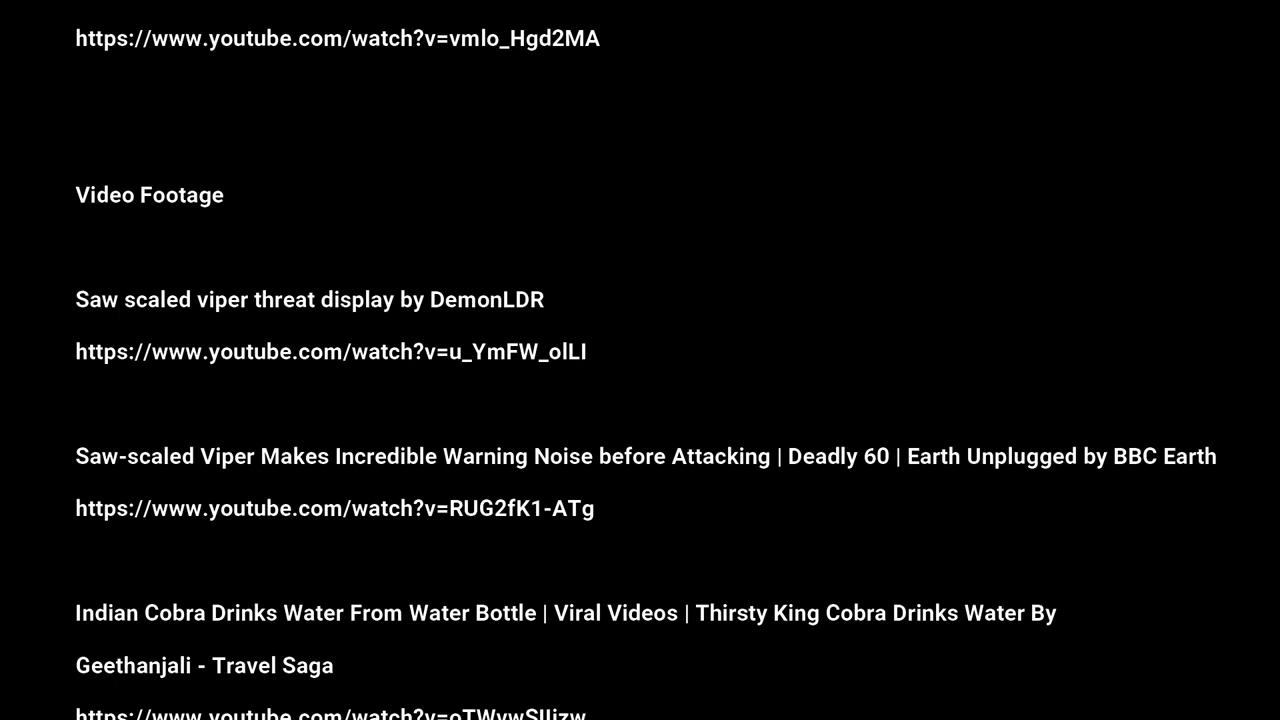 https://www.youtube.com/watch?v=vmlo_Hgd2MA
Video Footage
Saw scaled viper threat display by DemonLDR
https://www.youtube.com/watch?v=u_YmFW_olLI
Saw-scaled Viper Makes Incredible Warning Noise before Attacking | Deadly 60 | Earth Unplugged by BBC Earth
https://www.youtube.com/watch?v=RUG2fK1-ATg
Indian Cobra Drinks Water From Water Bottle | Viral Videos | Thirsty King Cobra Drinks Water By
Geethanjali - Travel Saga